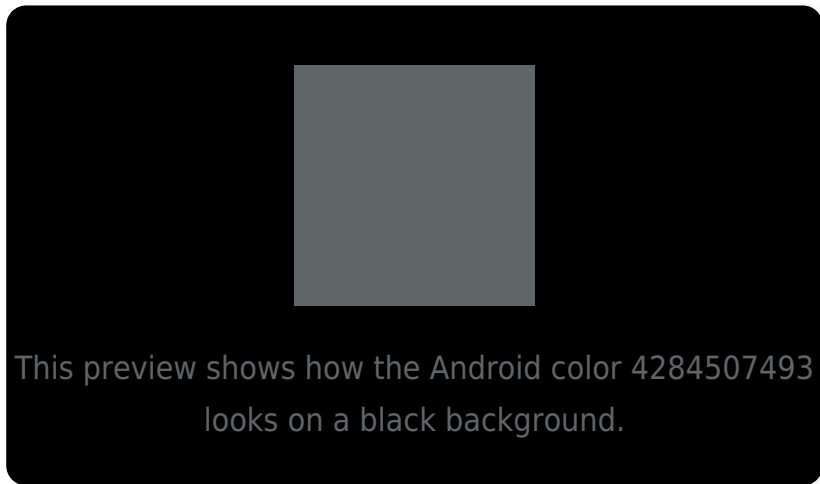 This preview shows how the Android color 4284507493
looks on a black background.